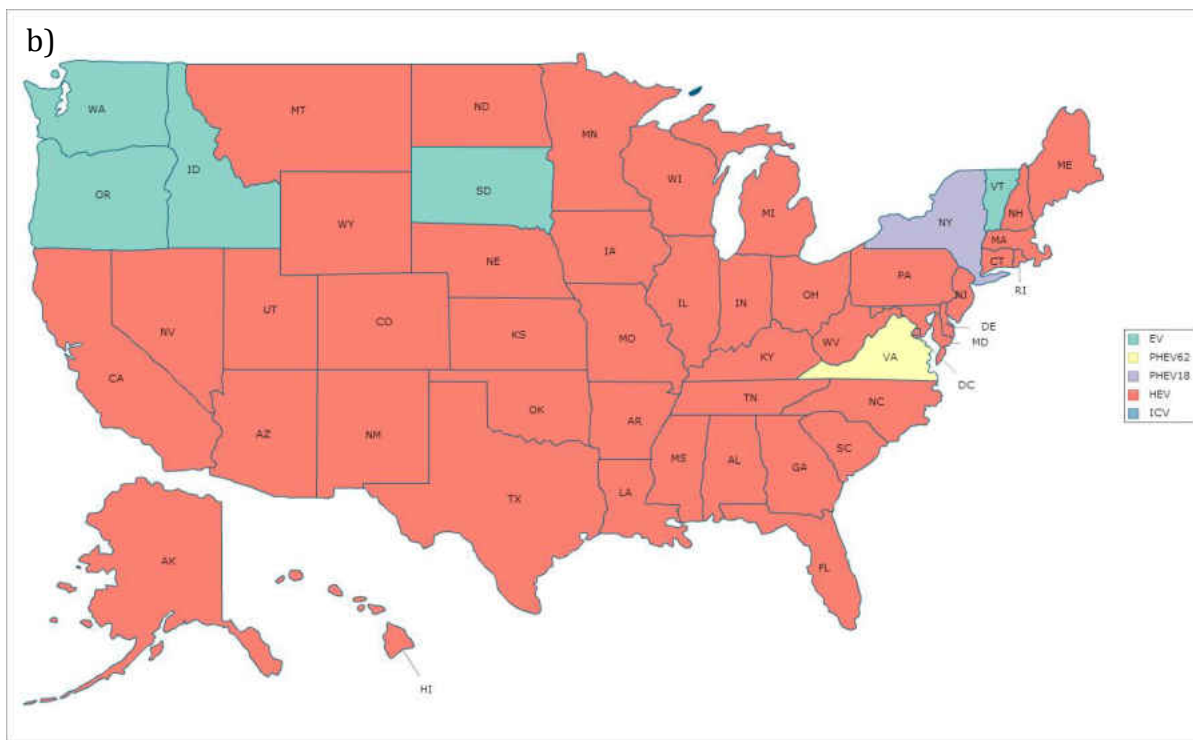 b)
WA
MT
ND
MN
ME
ID
SD
WI
VT
NH
OR
WY
MI
NY
MA
CT
RI
IA
NE
PA
NJ
NV
UT
CO
IL
IN
OH
DE
MD
DC
KS
MO
WV
VA
KY
CA
OK
TN
NC
AZ
NM
AR
SC
MS
AL
GA
TX
LA
FL
AK
HI
EV
PHEV62
PHEV18
HEV
ICV